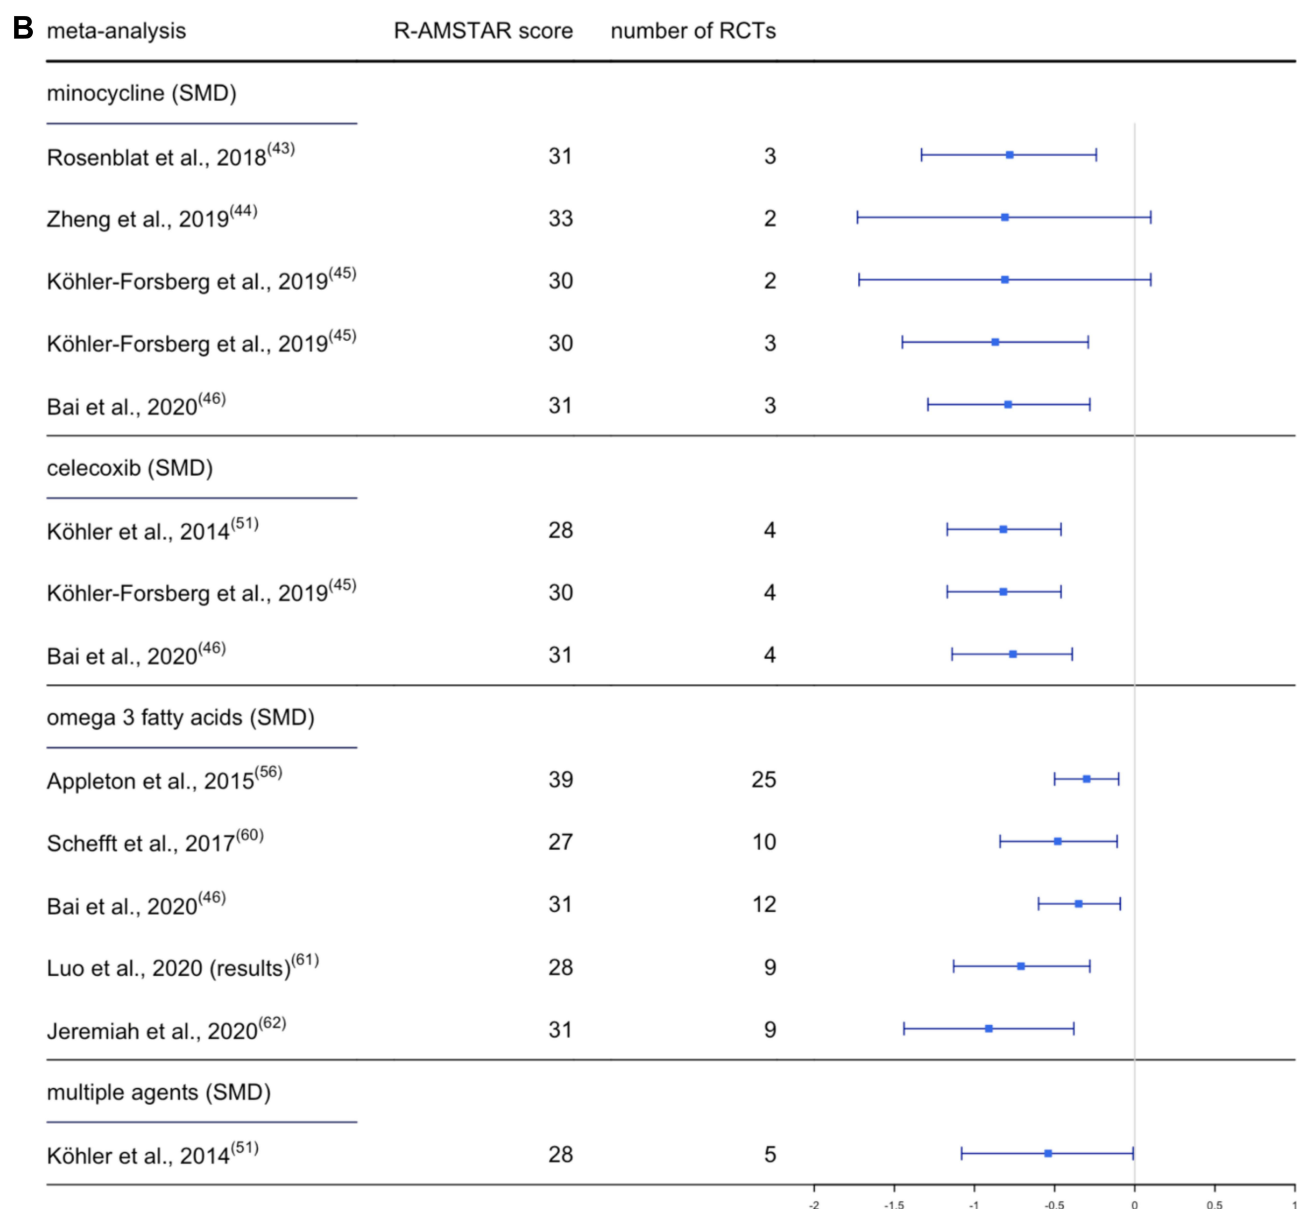 B meta-analysis R-AMSTAR score number of RCTs
minocycline (SMD)
Rosenblat et al., 2018(43) 31 3
Zheng et al., 2019(44) 33 2
Köhler-Forsberg et al., 2019(45) 30 2
Köhler-Forsberg et al., 2019(45) 30 3
Bai et al., 2020(46) 31 3
celecoxib (SMD)
Köhler et al., 2014(51) 28 4
Köhler-Forsberg et al., 2019(45) 30 4
Bai et al., 2020(46) 31 4
omega 3 fatty acids (SMD)
Appleton et al., 2015(56) 39 25
Schefft et al., 2017(60) 27 10
Bai et al., 2020(46) 31 12
Luo et al., 2020 (results)(61) 28 9
Jeremiah et al., 2020(62) 31 9
multiple agents (SMD)
Köhler et al., 2014(51) 28 5
-2 -1.5 -1 -0.5 0 0.5 1